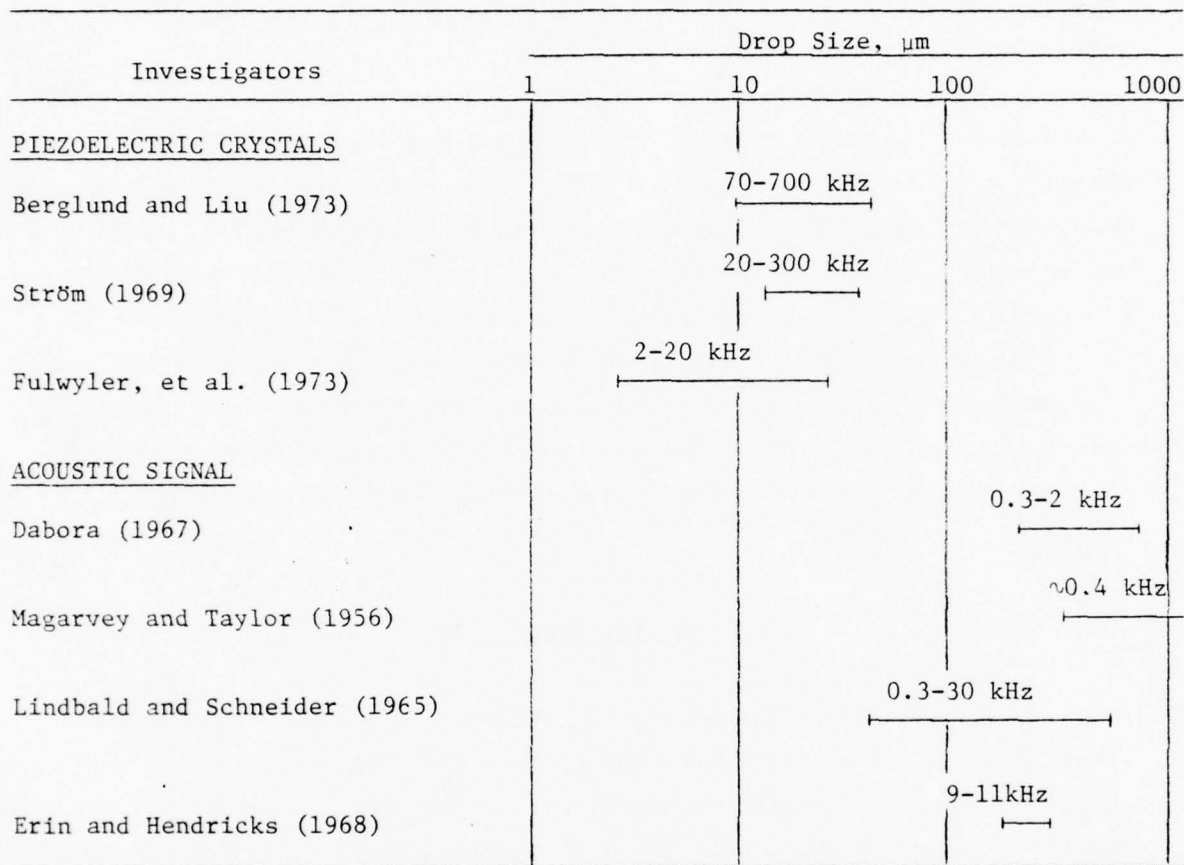 Drop Size, µm
Investigators
1 10 100 1000
PIEZOELECTRIC CRYSTALS
70-700 kHz
Berglund and Liu (1973)
20-300 kHz
Ström (1969)
2-20 kHz
Fulwyler, et al. (1973)
ACOUSTIC SIGNAL
0.3-2 kHz
Dabora (1967)
~0.4 kHz
Magarvey and Taylor (1956)
0.3-30 kHz
Lindbald and Schneider (1965)
9-11kHz
Erin and Hendricks (1968)